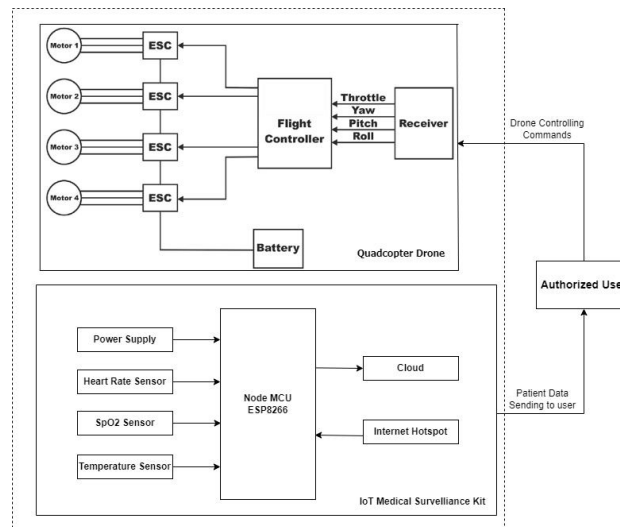 Motor 1
ESC
Motor 2
ESC
Motor 3
ESC
Motor 4
ESC
Flight
Controller
Throttle
Yaw
Pitch
Roll
Receiver
Battery
Quadcopter Drone
Drone Controlling
Commands
Authorized Use
Patient Data
Sending to user
Power Supply
Heart Rate Sensor
SpO2 Sensor
Temperature Sensor
Node MCU
ESP8266
Cloud
Internet Hotspot
IoT Medical Survelliance Kit